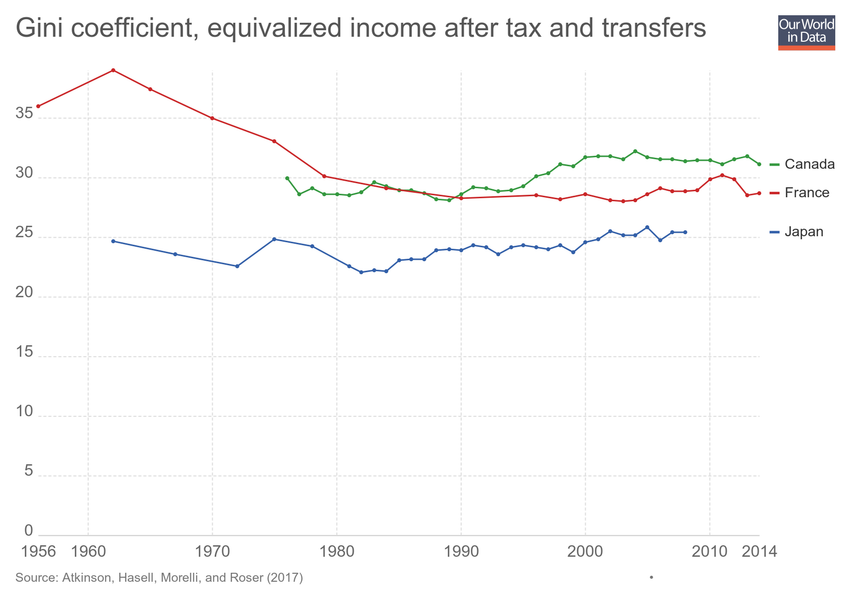 Gini coefficient, equivalized income after tax and transfers
Our World
in Data
35
30
25
20
15
10
5
0
Canada
France
Japan
1956 1960 1970 1980 1990 2000 2010 2014
Source: Atkinson, Hasell, Morelli, and Roser (2017)